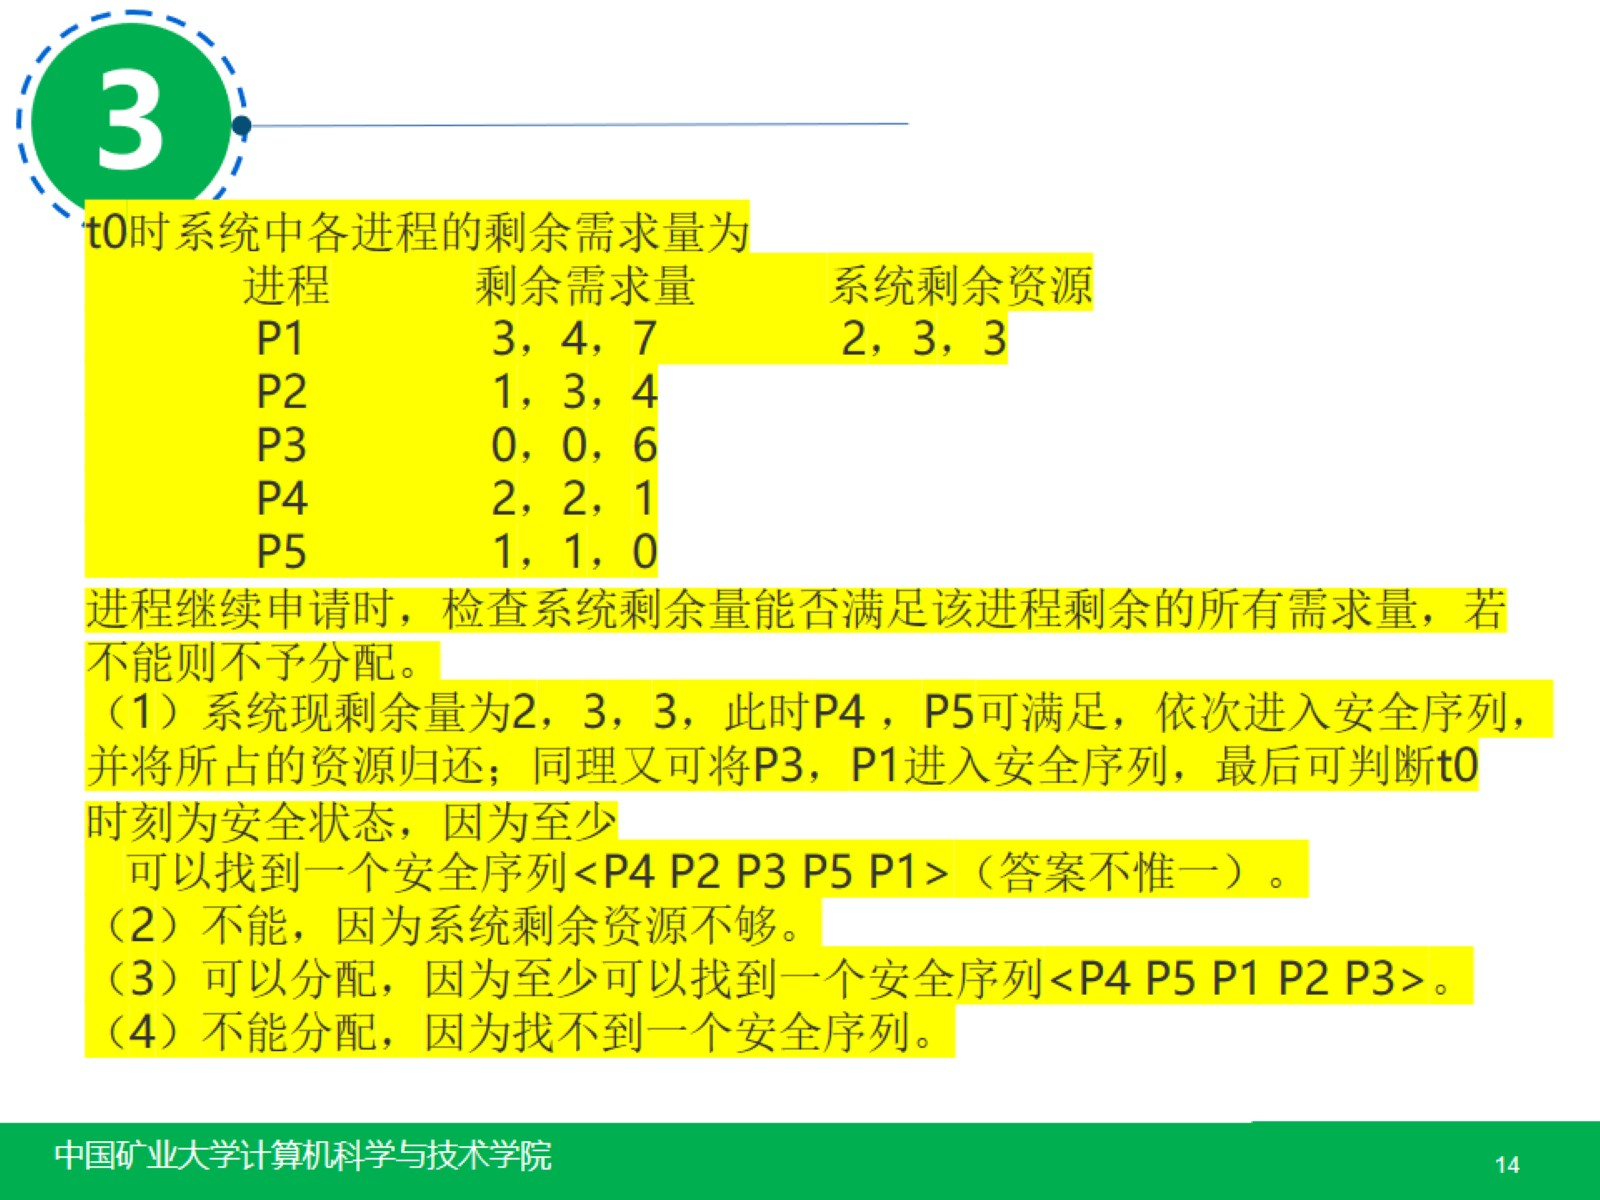 3
t0时系统中各进程的剩余需求量为
进程 剩余需求量 系统剩余资源
P1 3，4，7 2，3，3
P2 1，3，4
P3 0，0，6
P4 2，2，1
P5 1，1，0
进程继续申请时，检查系统剩余量能否满足该进程剩余的所有需求量，若
不能则不予分配。
（1）系统现剩余量为2，3，3，此时P4 ，P5可满足，依次进入安全序列，
并将所占的资源归还；同理又可将P3，P1进入安全序列，最后可判断t0
时刻为安全状态，因为至少
可以找到一个安全序列<P4 P2 P3 P5 P1>（答案不惟一）。
（2）不能，因为系统剩余资源不够。
（3）可以分配，因为至少可以找到一个安全序列<P4 P5 P1 P2 P3>。
（4）不能分配，因为找不到一个安全序列。
中国矿业大学计算机科学与技术学院
14